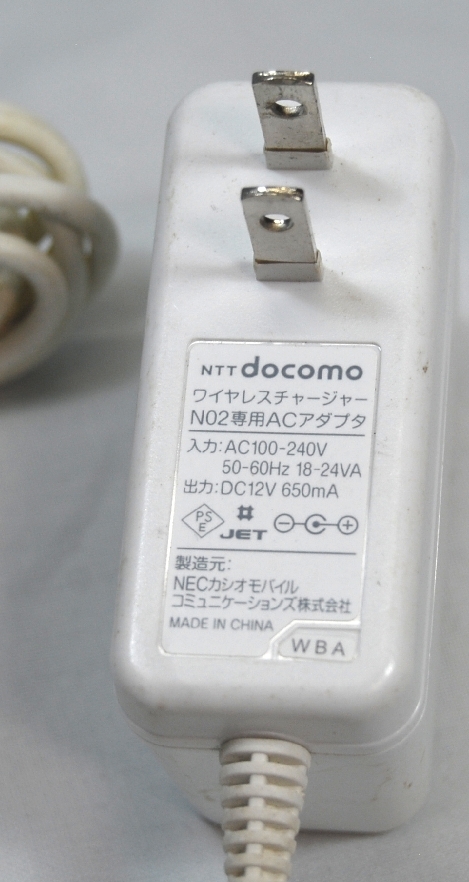 NTT docomo
ワイヤレスチャージャー
N02専用ACアダプタ
入力:AC100-240V
50-60Hz 18-24VA
出力:DC12V 650mA
PS
E
JET
製造元:
NECカシオモバイル
コミュニケーションズ株式会社
MADE IN CHINA
WBA